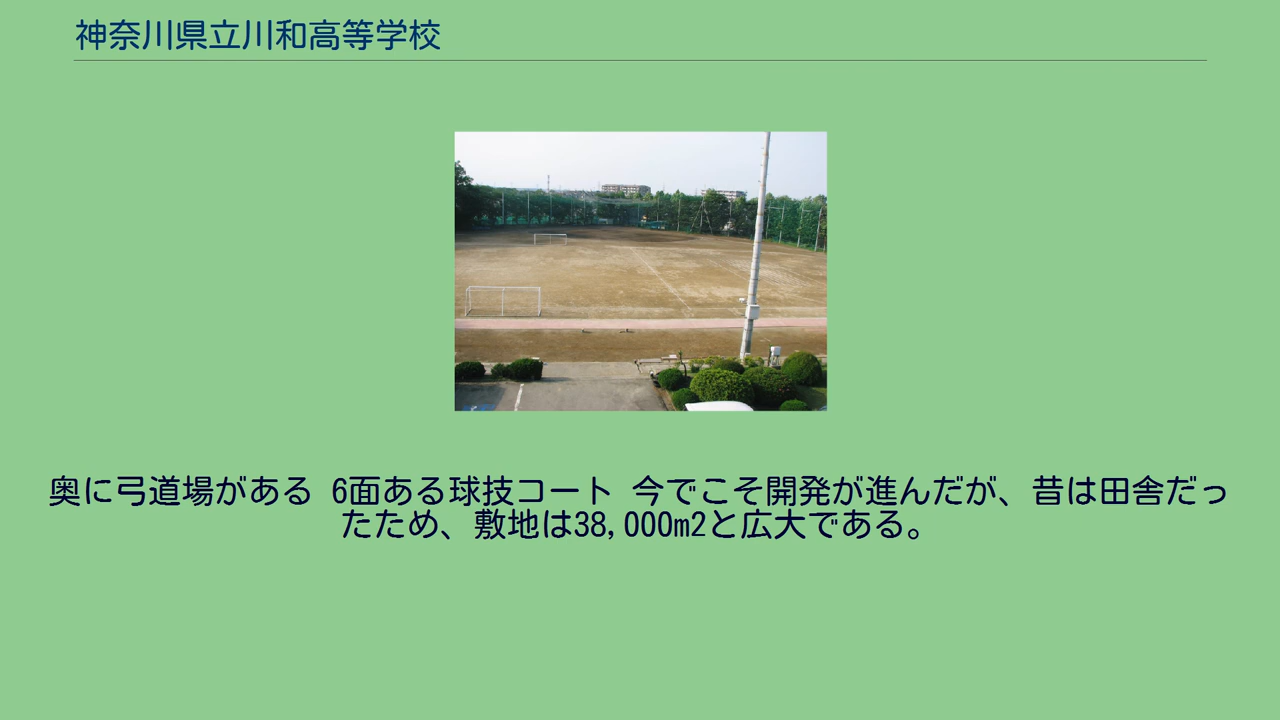 神奈川県立川和高等学校
奥に弓道場がある 6面ある球技コート 今でこそ開発が進んだが、昔は田舎だっ
たため、敷地は38,000m2と広大である。